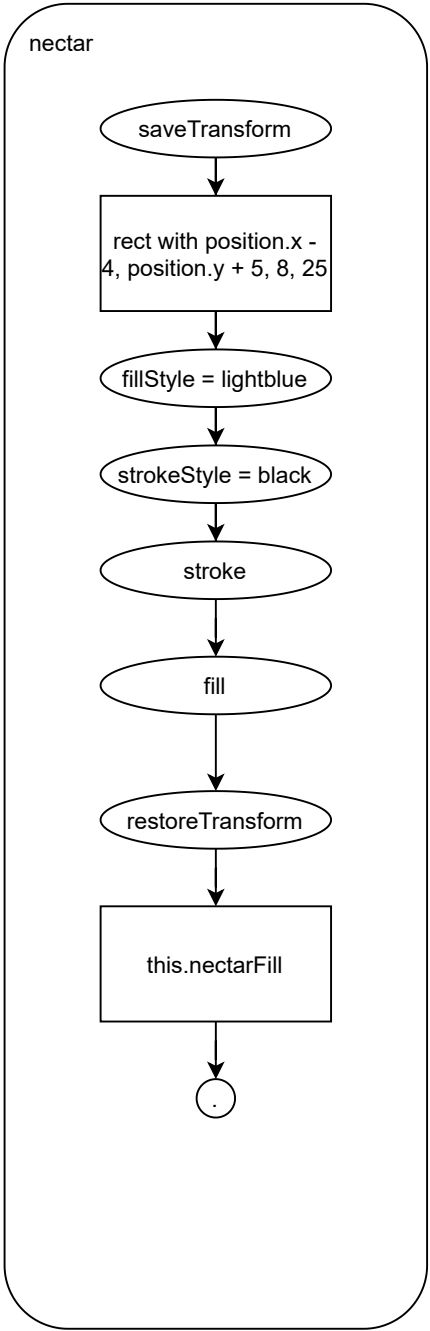 nectar
saveTransform
rect with position.x -
4, position.y + 5, 8, 25
fillStyle = lightblue
strokeStyle = black
stroke
fill
restoreTransform
this.nectarFill
.